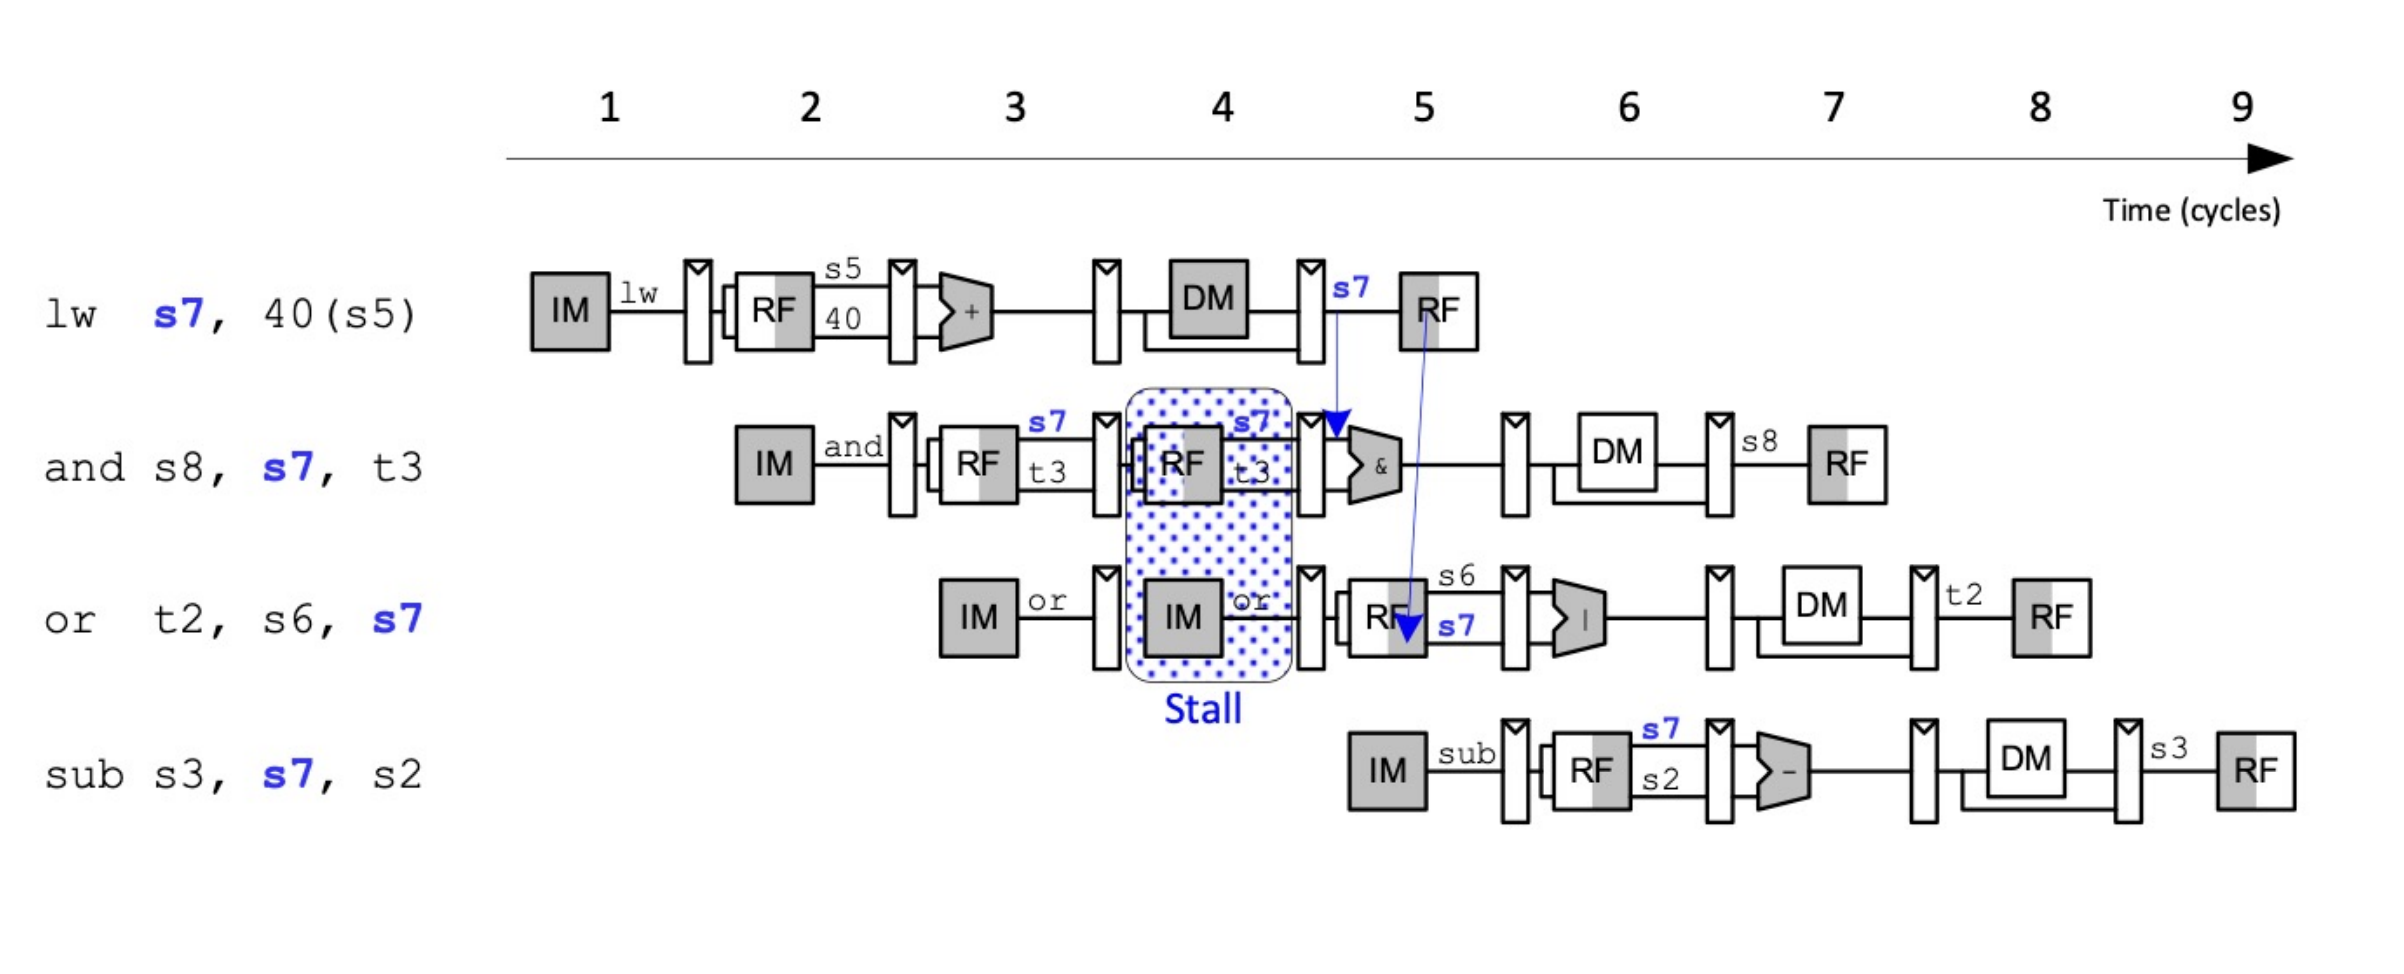 1 2 3 4 5 6 7 8 9
Time (cycles)
lw s7, 40(s5) IM lw RF s5 40 + DM s7 RF
and s8, s7, t3 IM and RF s7 t3 RF s7 t3 & DM s8 RF
or t2, s6, s7 IM or IM or RF s6 s7 | DM t2 RF
Stall
sub s3, s7, s2 IM sub RF s7 s2 - DM s3 RF